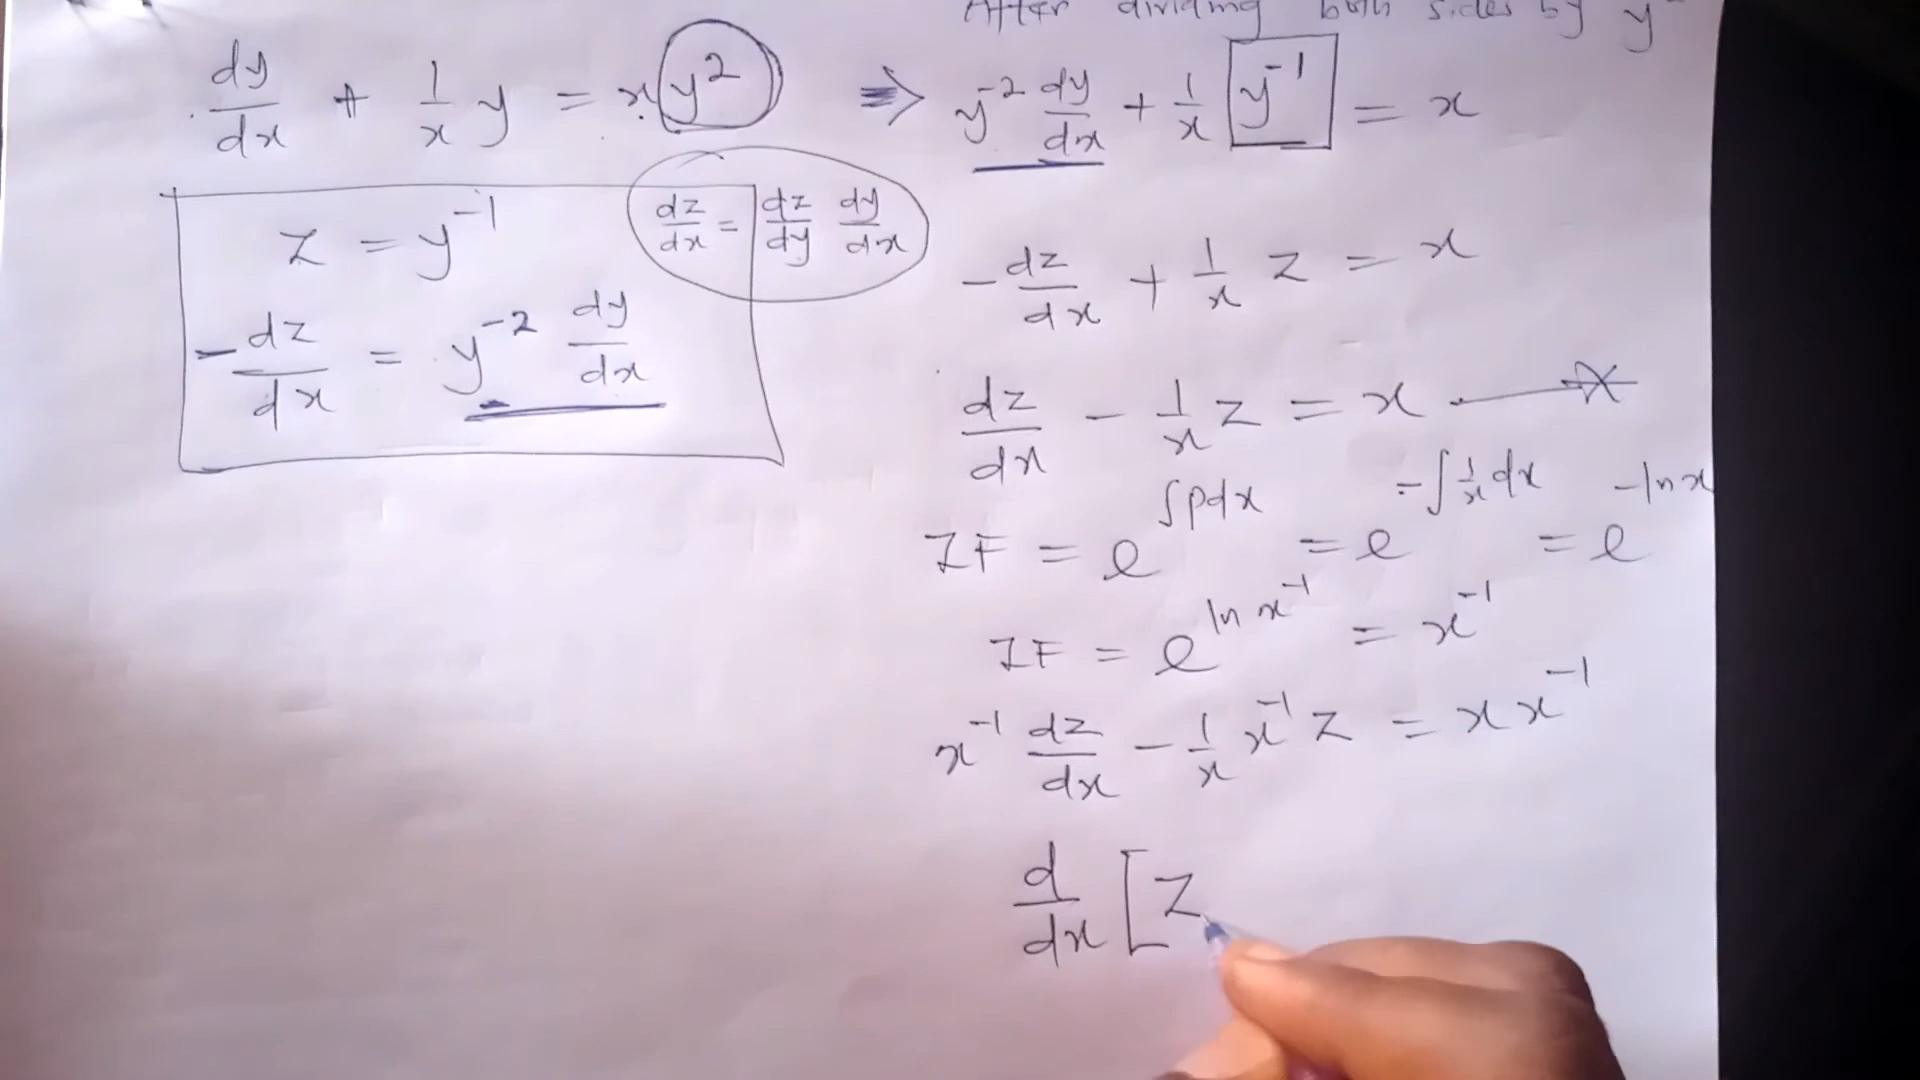 After dividing both sides by y
dy/dx + 1/x y = x y² ⇒ y⁻² dy/dx + 1/x y⁻¹ = x
z = y⁻¹
dz/dx = dz/dy dy/dx
-dz/dx = y⁻² dy/dx
-dz/dx + 1/x z = x
dz/dx - 1/x z = x
IF = e^∫pdx = e^-∫1/x dx = e^-ln x
IF = e^ln x⁻¹ = x⁻¹
x⁻¹ dz/dx - 1/x x⁻¹ z = x x⁻¹
d/dx [z